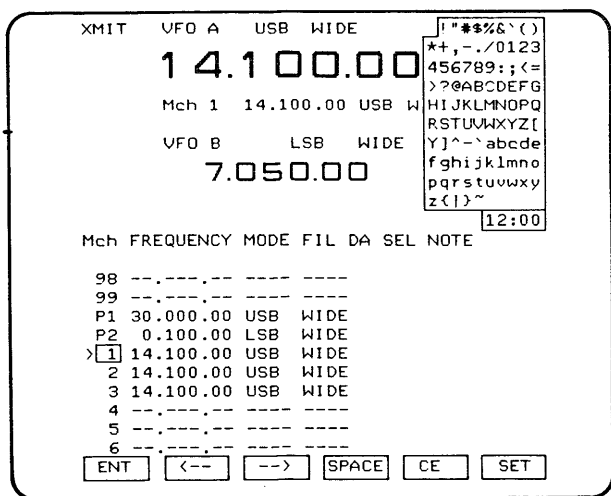 XMIT VFO A USB WIDE
14.100.00
Mch 1 14.100.00 USB W
VFO B LSB WIDE
7.050.00
!"#$%&`()
*+,-./0123
456789:;<=
>?@ABCDEFG
HIJKLMNOPQ
RSTUVWXYZ[
Y]^-`abcde
fghijklmno
pqrstuvwxy
z{|}~
12:00
Mch FREQUENCY MODE FIL DA SEL NOTE
98 --.---.-- ---- ----
99 --.---.-- ---- ----
P1 30.000.00 USB WIDE
P2 0.100.00 LSB WIDE
>1 14.100.00 USB WIDE
2 14.100.00 USB WIDE
3 14.100.00 USB WIDE
4 --.---.-- ---- ----
5 --.---.-- ---- ----
6 --.---.-- ---- ----
ENT <-- --> SPACE CE SET